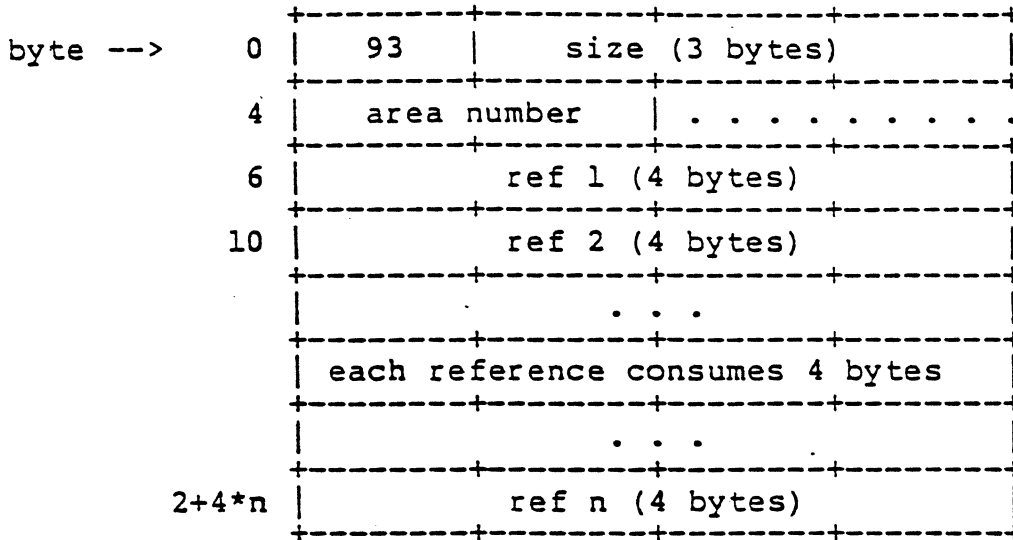 byte --> 0 | 93 | size (3 bytes) |
4 | area number | . . . . . . . . . .
6 | ref 1 (4 bytes) |
10 | ref 2 (4 bytes) |
| . . . |
| each reference consumes 4 bytes |
| . . . |
2+4*n | ref n (4 bytes) |